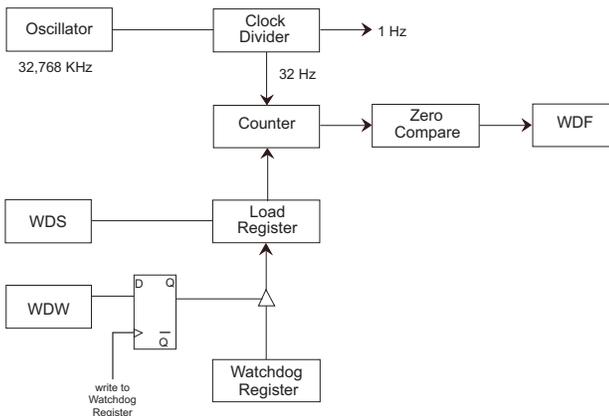 Oscillator
Clock
Divider
1 Hz
32,768 KHz
32 Hz
Counter
Zero
Compare
WDF
WDS
Load
Register
WDW
D
Q
Q
write to
Watchdog
Register
Watchdog
Register